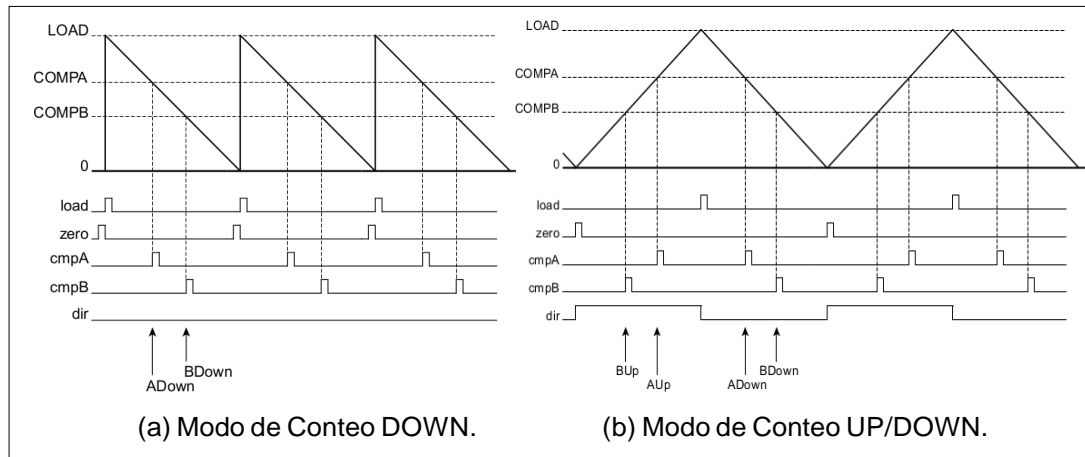 LOAD
COMPA
COMPB
0
load
zero
cmpA
cmpB
dir
BDown
ADown
(a) Modo de Conteo DOWN.
LOAD
COMPA
COMPB
0
load
zero
cmpA
cmpB
dir
BUp
BDown
AUp
ADown
(b) Modo de Conteo UP/DOWN.